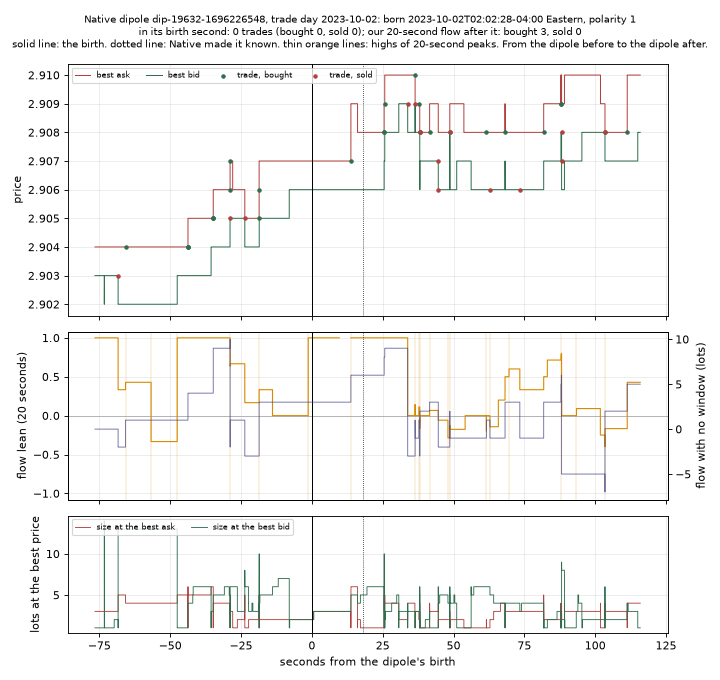 Native dipole dip-19632-1696226548, trade day 2023-10-02: born 2023-10-02T02:02:28-04:00 Eastern, polarity 1
in its birth second: 0 trades (bought 0, sold 0); our 20-second flow after it: bought 3, sold 0
solid line: the birth. dotted line: Native made it known. thin orange lines: highs of 20-second peaks. From the dipole before to the dipole after.
best ask best bid trade, bought trade, sold
2.910
2.909
2.908
2.907
2.906
2.905
2.904
2.903
2.902
price
1.0
0.5
0.0
−0.5
−1.0
flow lean (20 seconds)
10
5
0
−5
flow with no window (lots)
size at the best ask size at the best bid
10
5
lots at the best price
−75 −50 −25 0 25 50 75 100 125
seconds from the dipole's birth